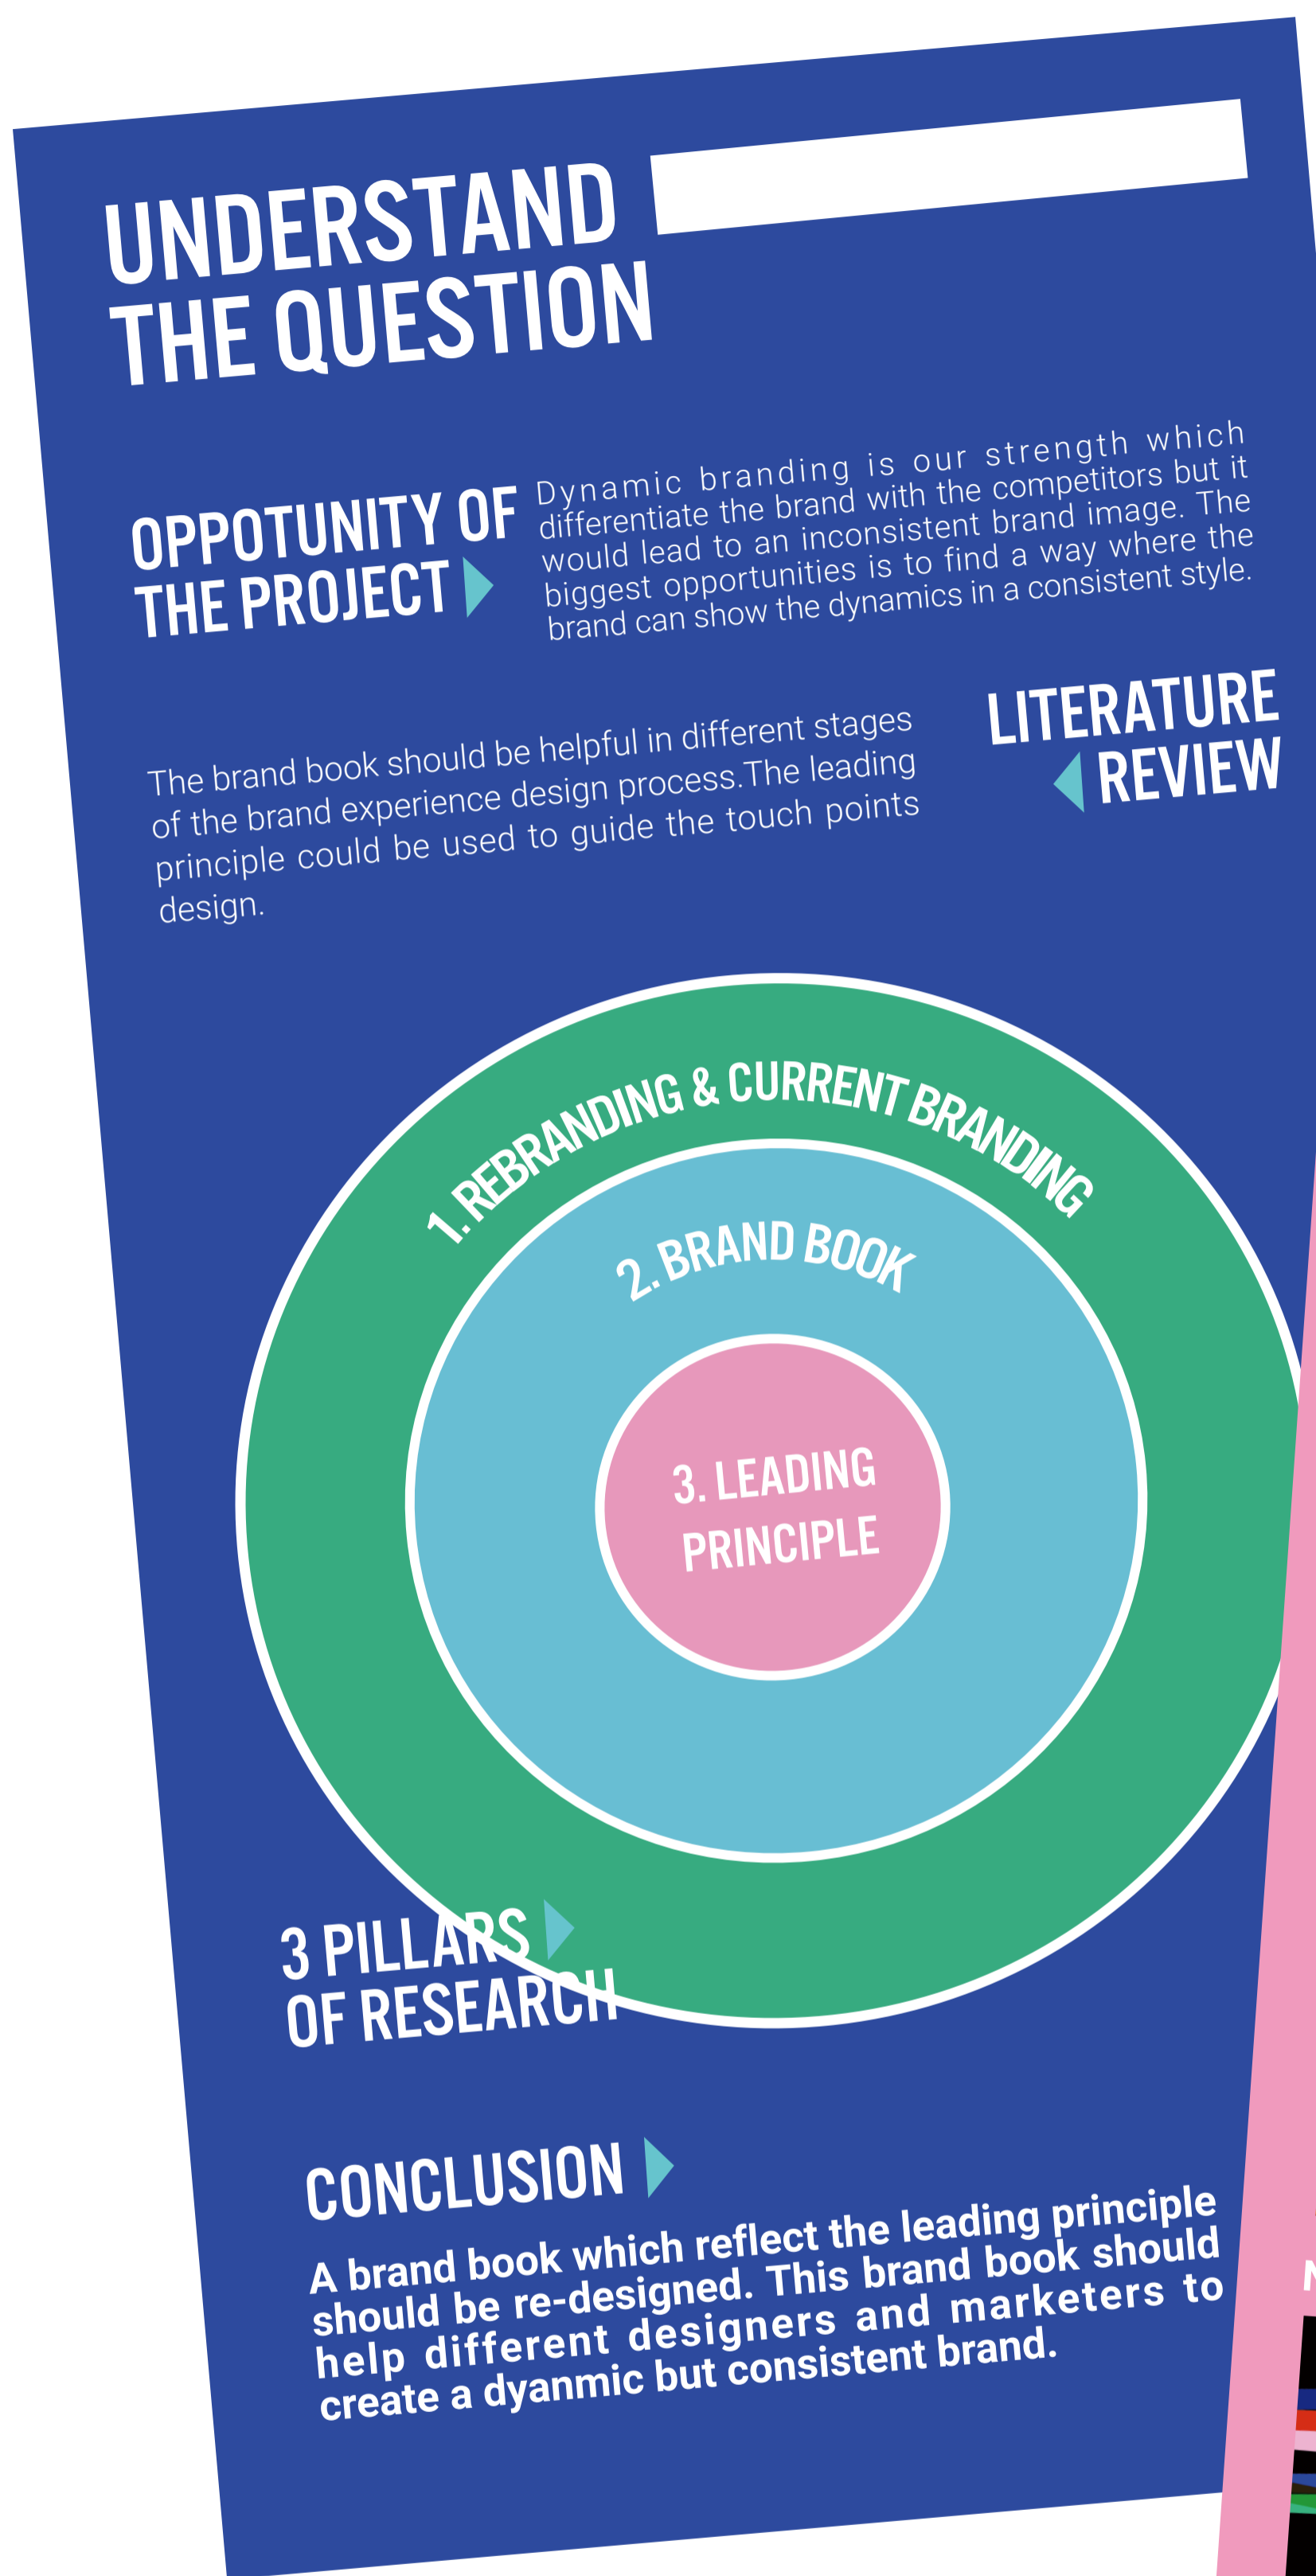 UNDERSTAND
THE QUESTION
OPPOTUNITY OF
THE PROJECT
Dynamic branding is our strength which
differentiate the brand with the competitors but it
would lead to an inconsistent brand image. The
biggest opportunities is to find a way where the
brand can show the dynamics in a consistent style.
LITERATURE
REVIEW
The brand book should be helpful in different stages
of the brand experience design process.The leading
principle could be used to guide the touch points
design.
1. REBRANDING & CURRENT BRANDING
2. BRAND BOOK
3. LEADING
PRINCIPLE
3 PILLARS
OF RESEARCH
CONCLUSION
A brand book which reflect the leading principle
should be re-designed. This brand book should
help different designers and marketers to
create a dyanmic but consistent brand.